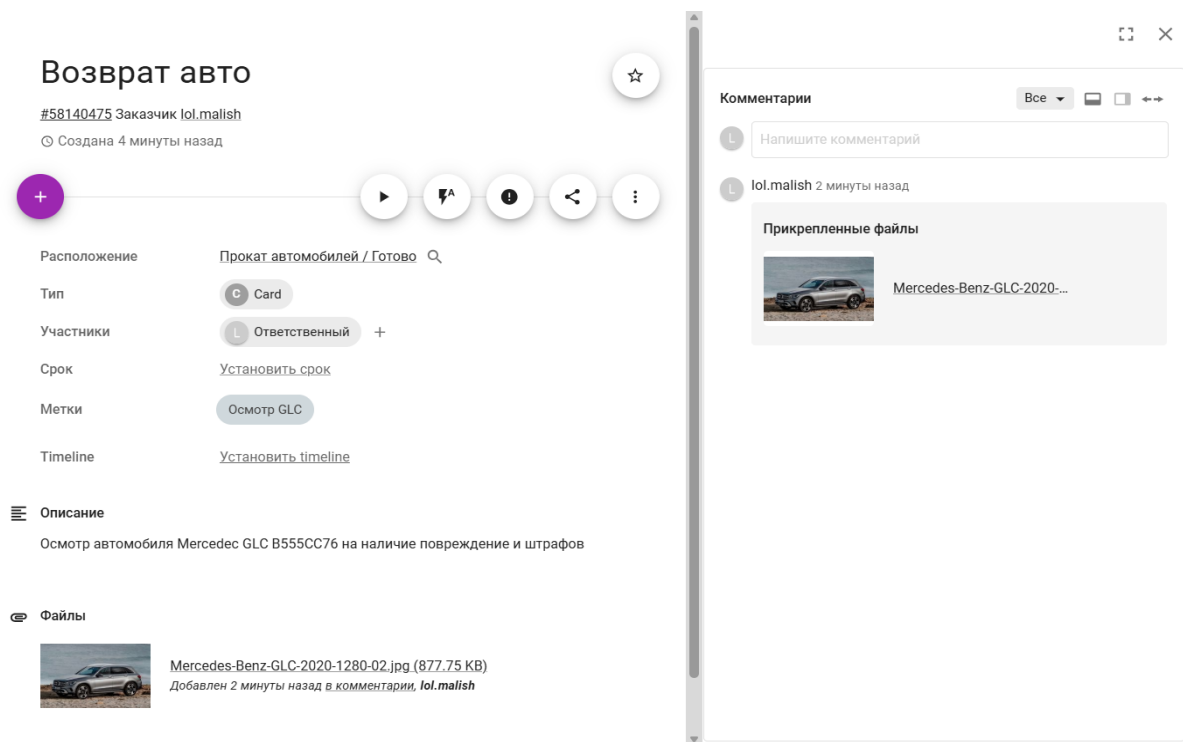 Возврат авто
#58140475 Заказчик lol.malish
Создана 4 минуты назад
Расположение Прокат автомобилей / Готово
Тип C Card
Участники L Ответственный +
Срок Установить срок
Метки Осмотр GLC
Timeline Установить timeline
Описание
Осмотр автомобиля Mercedec GLC В555СС76 на наличие повреждение и штрафов
Файлы
Mercedes-Benz-GLC-2020-1280-02.jpg (877.75 KB)
Добавлен 2 минуты назад в комментарии, lol.malish
Комментарии Все
L Напишите комментарий
L lol.malish 2 минуты назад
Прикрепленные файлы
Mercedes-Benz-GLC-2020-...